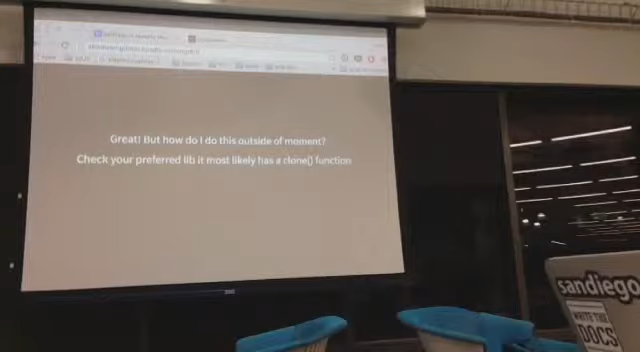 Great! But how do I do this outside of moment?
Check your preferred lib it most likely has a clone() function
sandiego
WRITE THE
DOCS